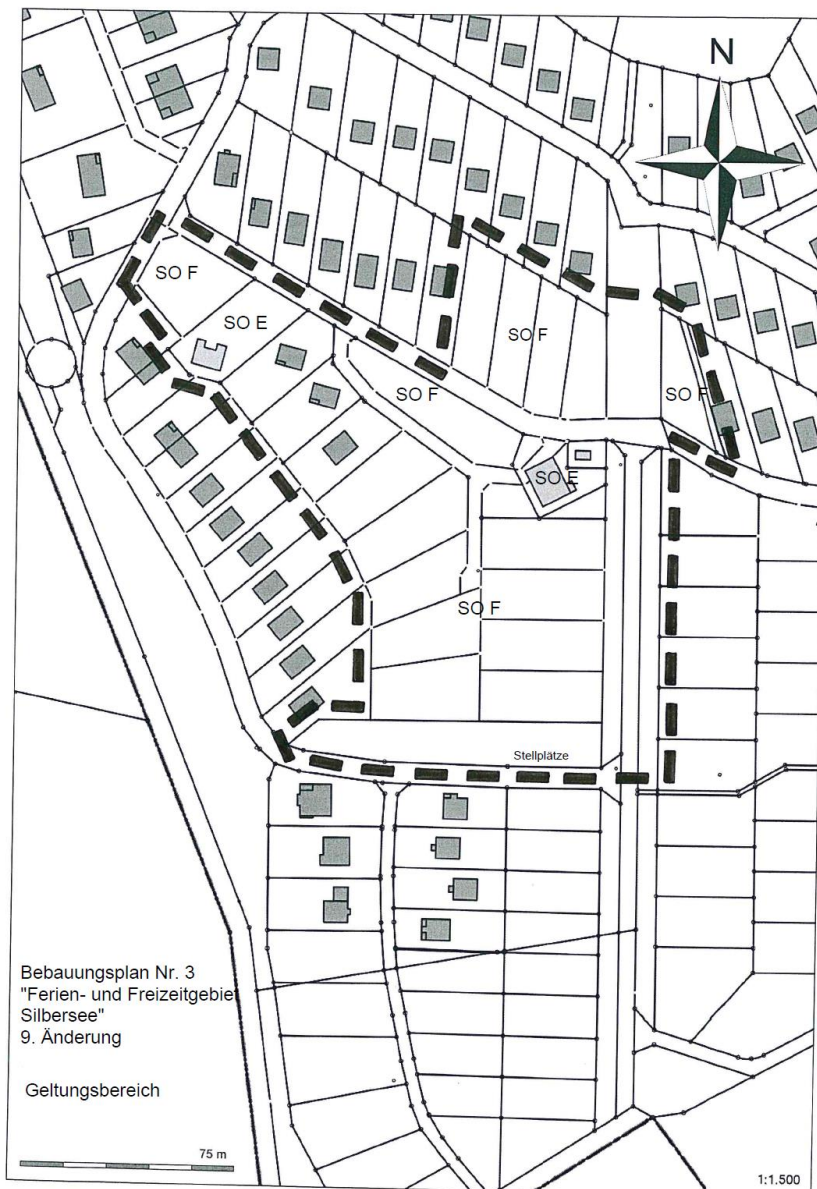 N
SO F
SO E
SO F
SO F
SO F
SO E
SO F
Stellplätze
Bebauungsplan Nr. 3
"Ferien- und Freizeitgebiet
Silbersee"
9. Änderung
Geltungsbereich
75 m
1:1.500